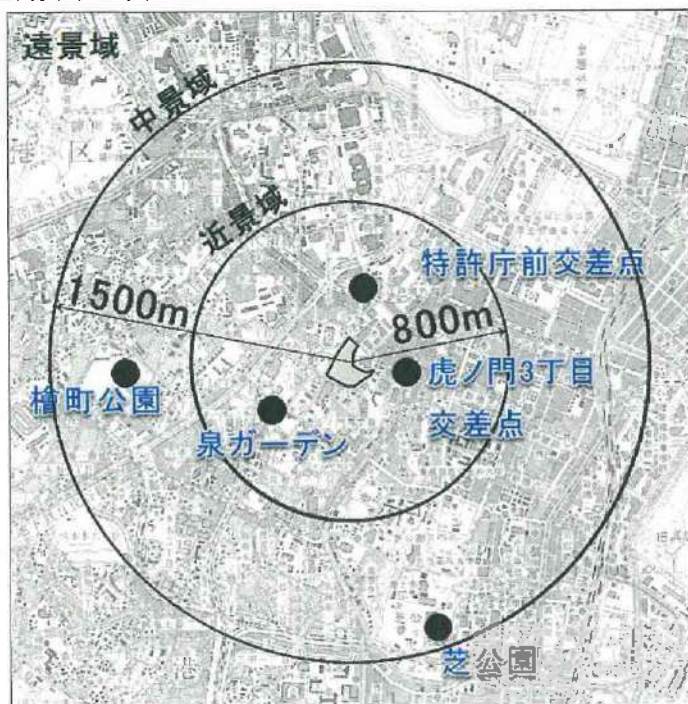 遠景域
中景域
近景域
特許庁前交差点
1500m
800m
檜町公園
虎ノ門3丁目
交差点
泉ガーデン
芝公園